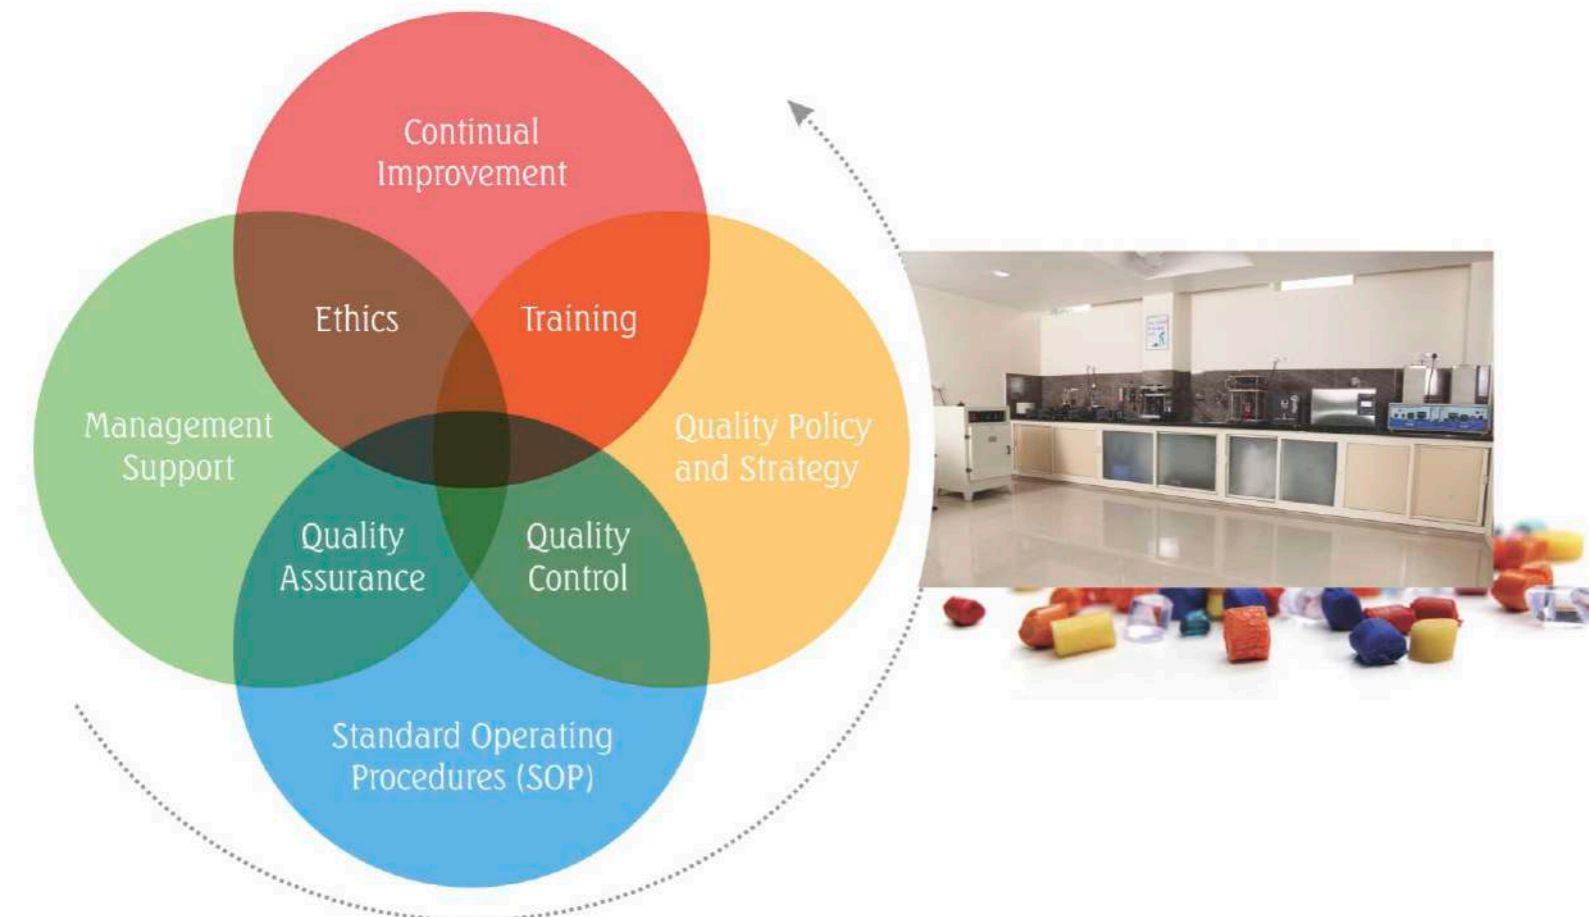 Continual
Improvement
Ethics
Training
Management
Support
Quality Policy
and Strategy
Quality
Assurance
Quality
Control
Standard Operating
Procedures (SOP)